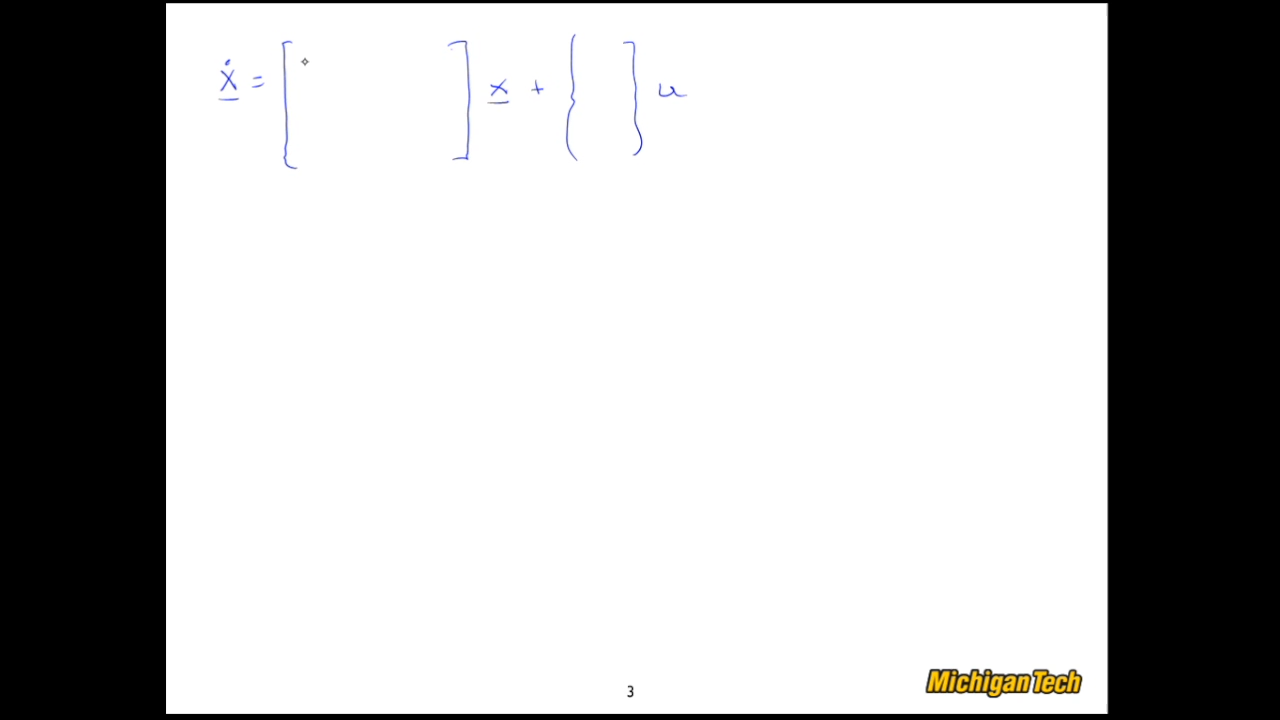 ẋ = [ ] x + { } u
3
Michigan Tech